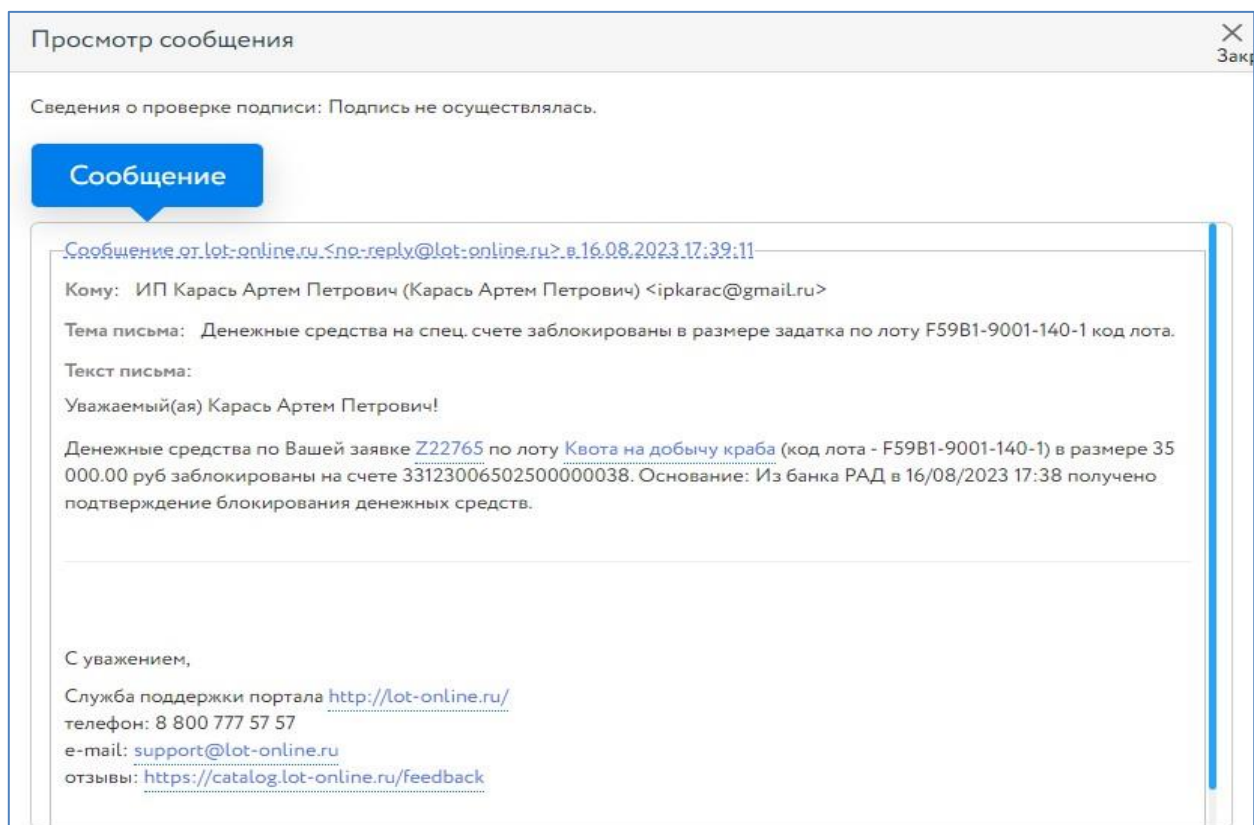 Просмотр сообщения
Закр
Сведения о проверке подписи: Подпись не осуществлялась.
Сообщение
Сообщение от lot-online.ru <no-reply@lot-online.ru> в 16.08.2023 17:39:11
Кому: ИП Карась Артем Петрович (Карась Артем Петрович) <ipkarac@gmail.ru>
Тема письма: Денежные средства на спец. счете заблокированы в размере задатка по лоту F59B1-9001-140-1 код лота.
Текст письма:
Уважаемый(ая) Карась Артем Петрович!
Денежные средства по Вашей заявке Z22765 по лоту Квота на добычу краба (код лота - F59B1-9001-140-1) в размере 35
000.00 руб заблокированы на счете 33123006502500000038. Основание: Из банка РАД в 16/08/2023 17:38 получено
подтверждение блокирования денежных средств.
С уважением,
Служба поддержки портала http://lot-online.ru/
телефон: 8 800 777 57 57
e-mail: support@lot-online.ru
отзывы: https://catalog.lot-online.ru/feedback